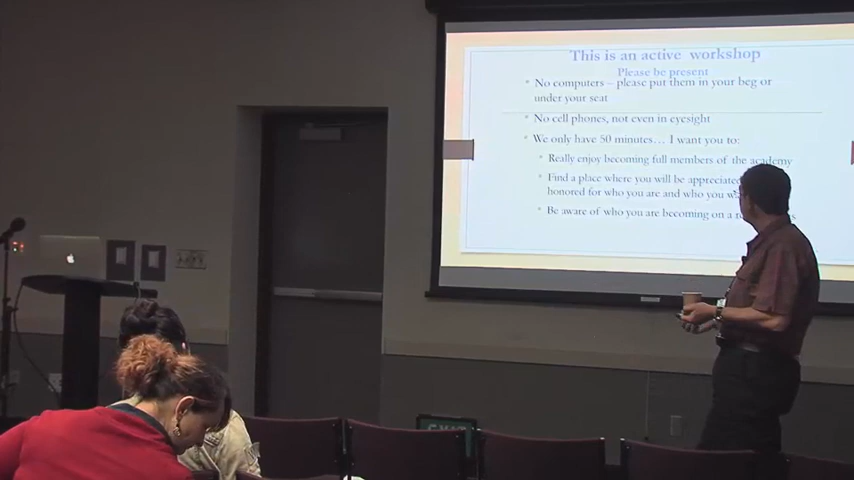 This is an active workshop
Please be present
No computers – please put them in your beg or
under your seat
No cell phones, not even in eyesight
We only have 50 minutes... I want you to:
Really enjoy becoming full members of the academy
Find a place where you will be appreciated
honored for who you are and who you
Be aware of who you are becoming on a
EXIT